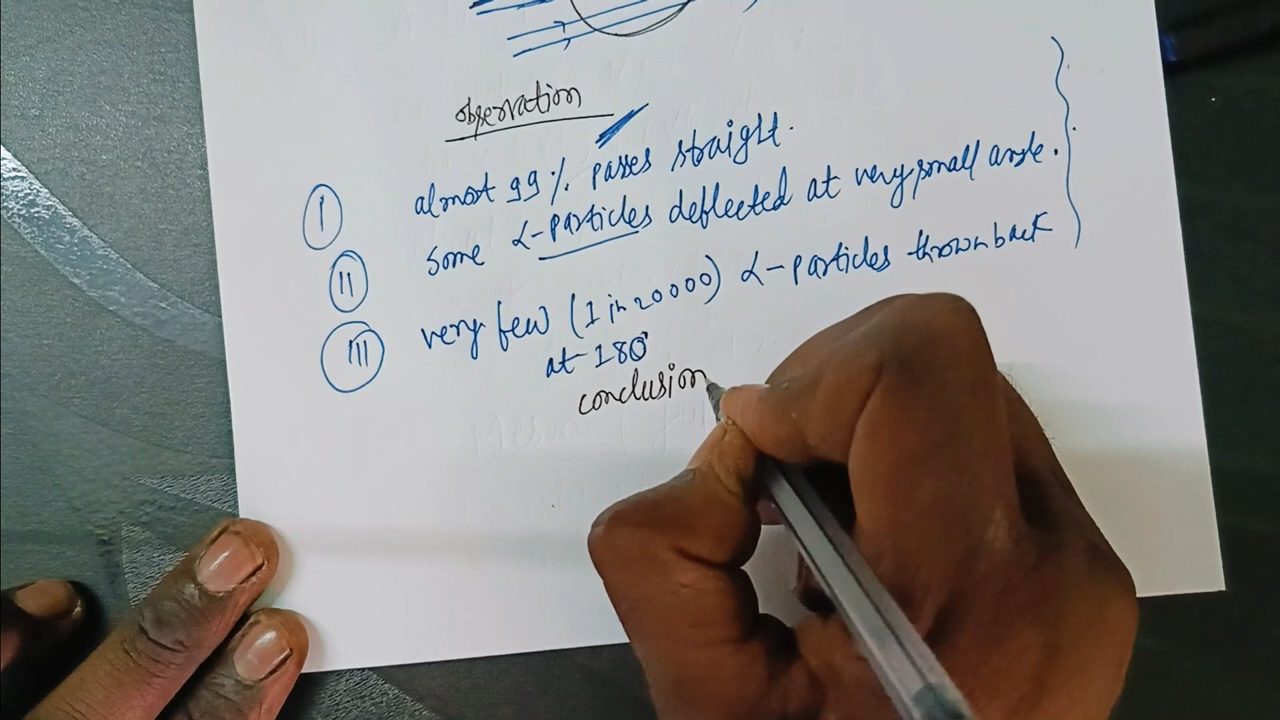 observation
I almost 99% passes straight.
II some α-particles deflected at very small angle.
III very few (1 in 20000) α-particles thrown back
at 180°
conclusion